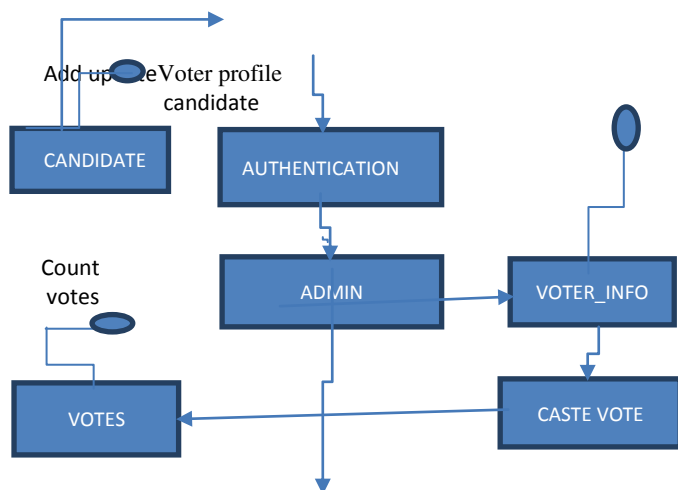 Add up Voter profile
candidate
CANDIDATE
AUTHENTICATION
Count
votes
ADMIN
VOTER_INFO
VOTES
CASTE VOTE